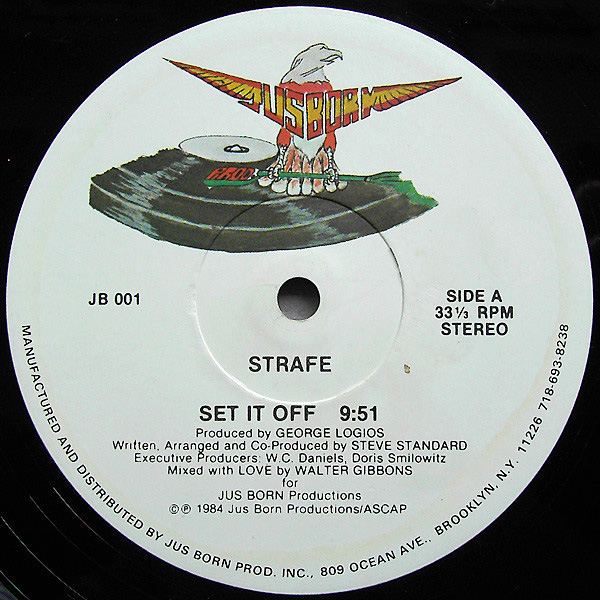 JUS BORN
PROD
JB 001
SIDE A
33⅓ RPM
STEREO
STRAFE
SET IT OFF 9:51
Produced by GEORGE LOGIOS
Written, Arranged and Co-Produced by STEVE STANDARD
Executive Producers: W.C. Daniels, Doris Smilowitz
Mixed with LOVE by WALTER GIBBONS
for
JUS BORN Productions
©℗ 1984 Jus Born Productions/ASCAP
MANUFACTURED AND DISTRIBUTED BY JUS BORN PROD. INC., 809 OCEAN AVE., BROOKLYN, N.Y. 11226 718-693-8238